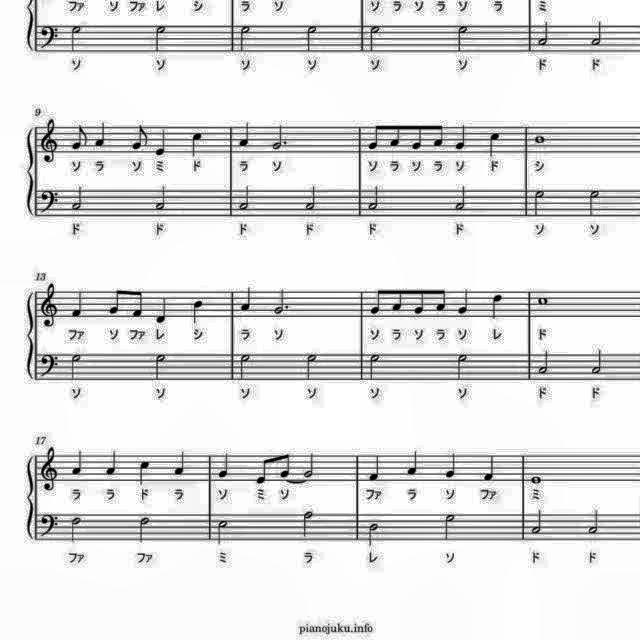 ファ ソ ファ レ シ ラ ソ ソ ラ ソ ラ ソ ラ ミ
ソ ソ ソ ソ ソ ソ ド ド
9
ソ ラ ソ ミ ド ラ ソ ソ ラ ソ ラ ソ ド シ
ド ド ド ド ド ド ソ ソ
13
ファ ソ ファ レ シ ラ ソ ソ ラ ソ ラ ソ レ ド
ソ ソ ソ ソ ソ ソ ド ド
17
ラ ラ ド ラ ソ ミ ソ ファ ラ ソ ファ ミ
ファ ファ ミ ラ レ ソ ド ド
pianojuku.info